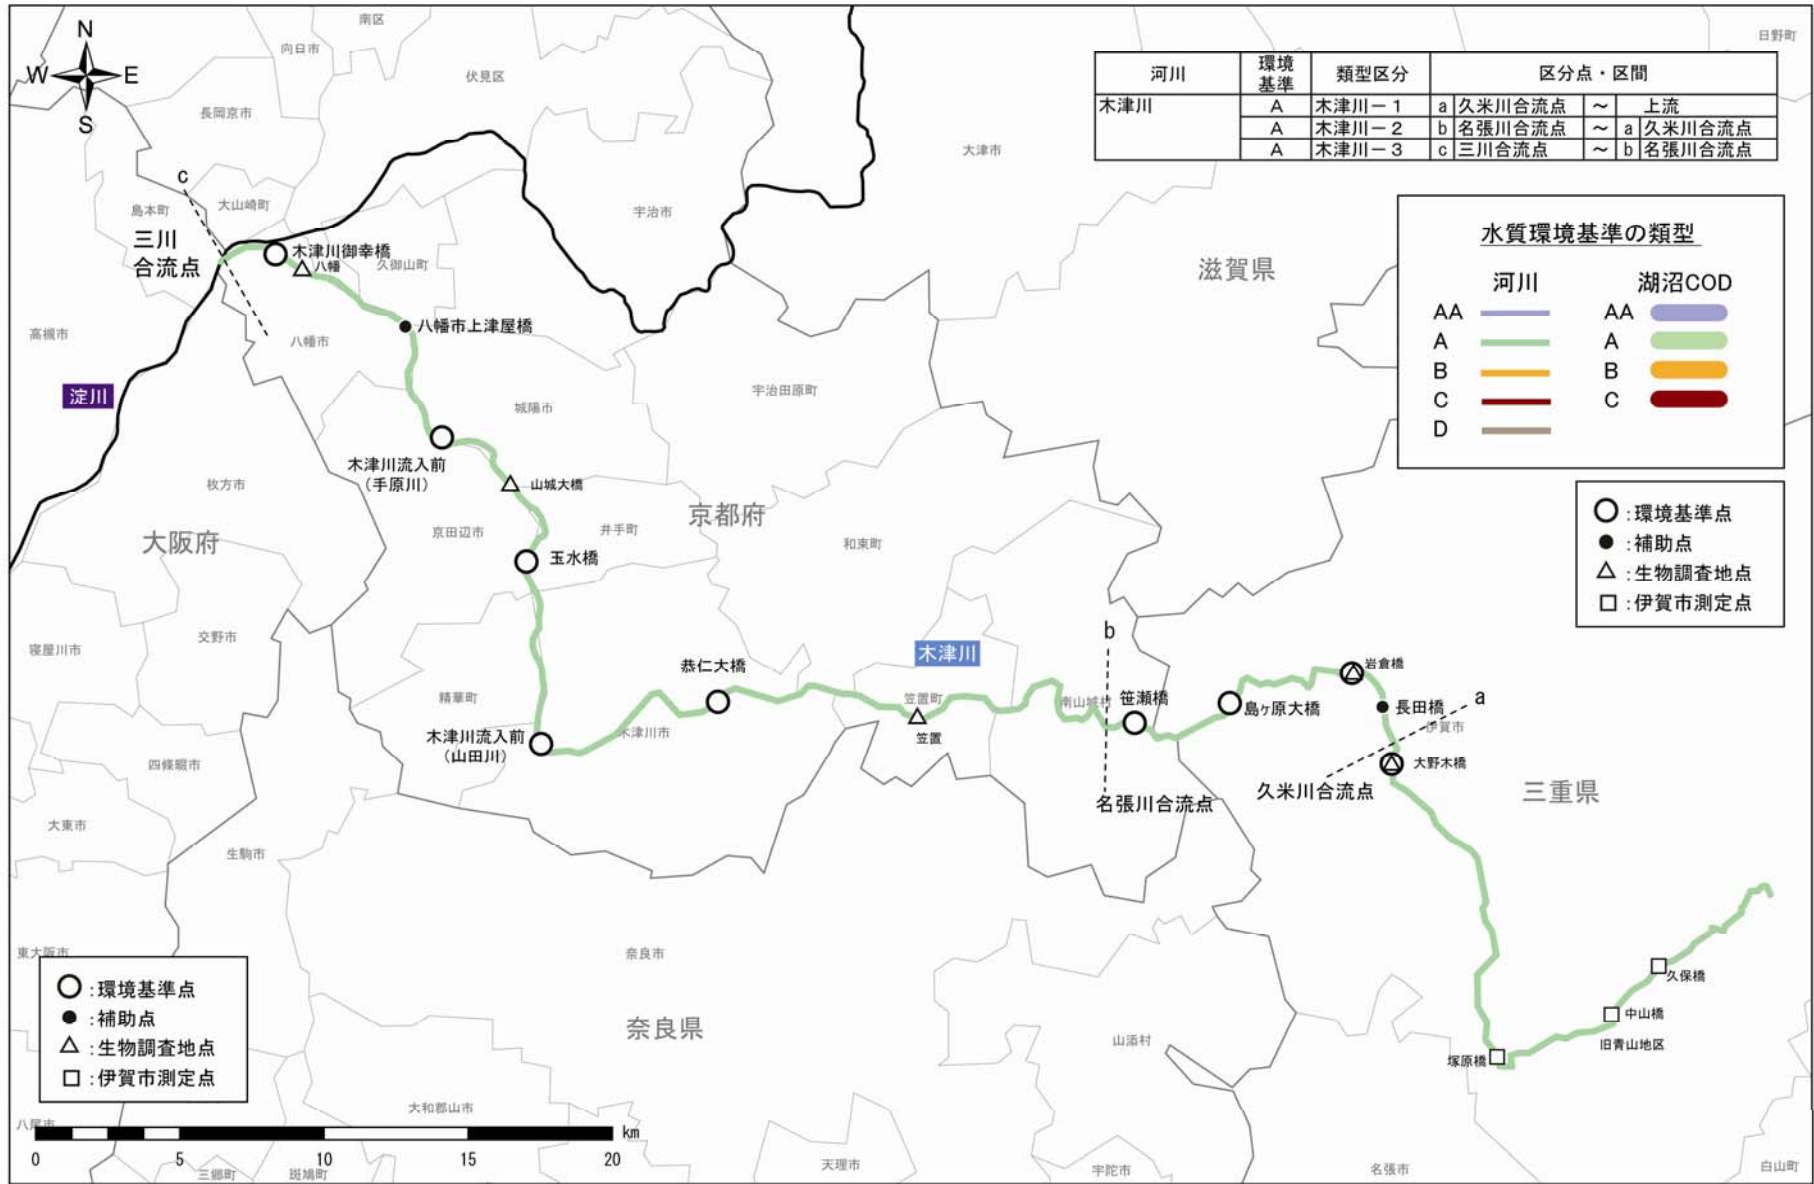 N
W E
S
南区
向日市
伏見区
長岡京市
日野町
河川 環境基準 類型区分 区分点・区間
木津川 A 木津川－1 a 久米川合流点 ～ 上流
A 木津川－2 b 名張川合流点 ～ a 久米川合流点
A 木津川－3 c 三川合流点 ～ b 名張川合流点
大津市
c
島本町
大山崎町
宇治市
三川
合流点
木津川御幸橋
八幡
久御山町
滋賀県
水質環境基準の類型
河川 湖沼COD
AA AA
A A
B B
C C
D
高槻市
八幡市
八幡市上津屋橋
淀川
城陽市
宇治田原町
木津川流入前
（手原川）
山城大橋
枚方市
大阪府
京田辺市
井手町
京都府
和束町
玉水橋
○：環境基準点
●：補助点
△：生物調査地点
□：伊賀市測定点
寝屋川市
交野市
b
木津川
恭仁大橋
岩倉橋
精華町
笠置町
南山城村
笹瀬橋
島ヶ原大橋
長田橋
a
伊賀市
木津川流入前
（山田川）
木津川市
笠置
四條畷市
大野木橋
名張川合流点
久米川合流点
三重県
大東市
生駒市
東大阪市
奈良市
久保橋
○：環境基準点
●：補助点
△：生物調査地点
□：伊賀市測定点
奈良県
中山橋
山添村
旧青山地区
塚原橋
大和郡山市
八尾市
km
0 5 10 15 20
三郷町
斑鳩町
天理市
宇陀市
名張市
白山町